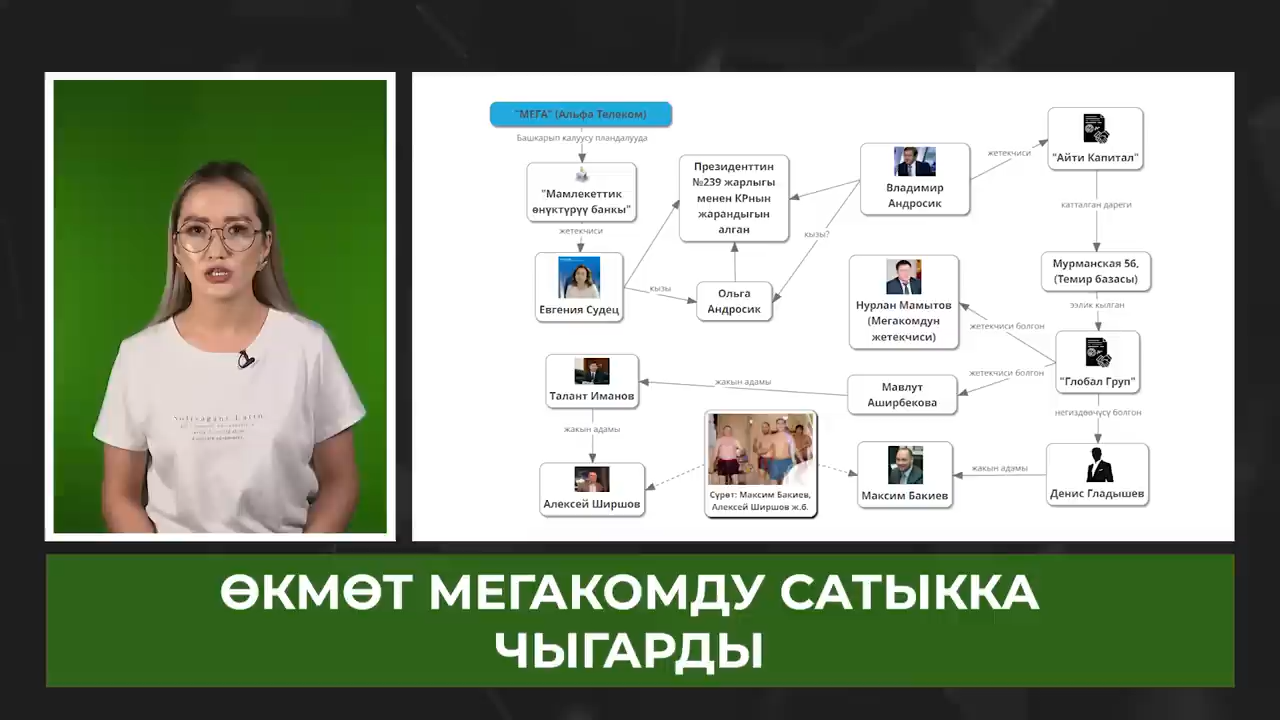 "МЕГА" (Альфа Телеком)
Башкарып калуусу пландалууда
"Мамлекеттик
өнүктүрүү банкы"
жетекчиси
Евгения Судец
кызы
Президенттин
№239 жарлыгы
менен КРнын
жарандыгын
алган
Ольга
Андросик
кызы?
Владимир
Андросик
жетекчиси
"Айти Капитал"
катталган дареги
Мурманская 56,
(Темир базасы)
ээлик кылган
"Глобал Груп"
жетекчиси болгон
Нурлан Мамытов
(Мегакомдун
жетекчиси)
жетекчиси болгон
Мавлут
Аширбекова
жакын адамы
Талант Иманов
жакын адамы
Алексей Ширшов
Сүрөт: Максим Бакиев,
Алексей Ширшов ж.б.
Максим Бакиев
жакын адамы
негиздөөчүсү болгон
Денис Гладышев
ӨКМӨТ МЕГАКОМДУ САТЫККА
ЧЫГАРДЫ